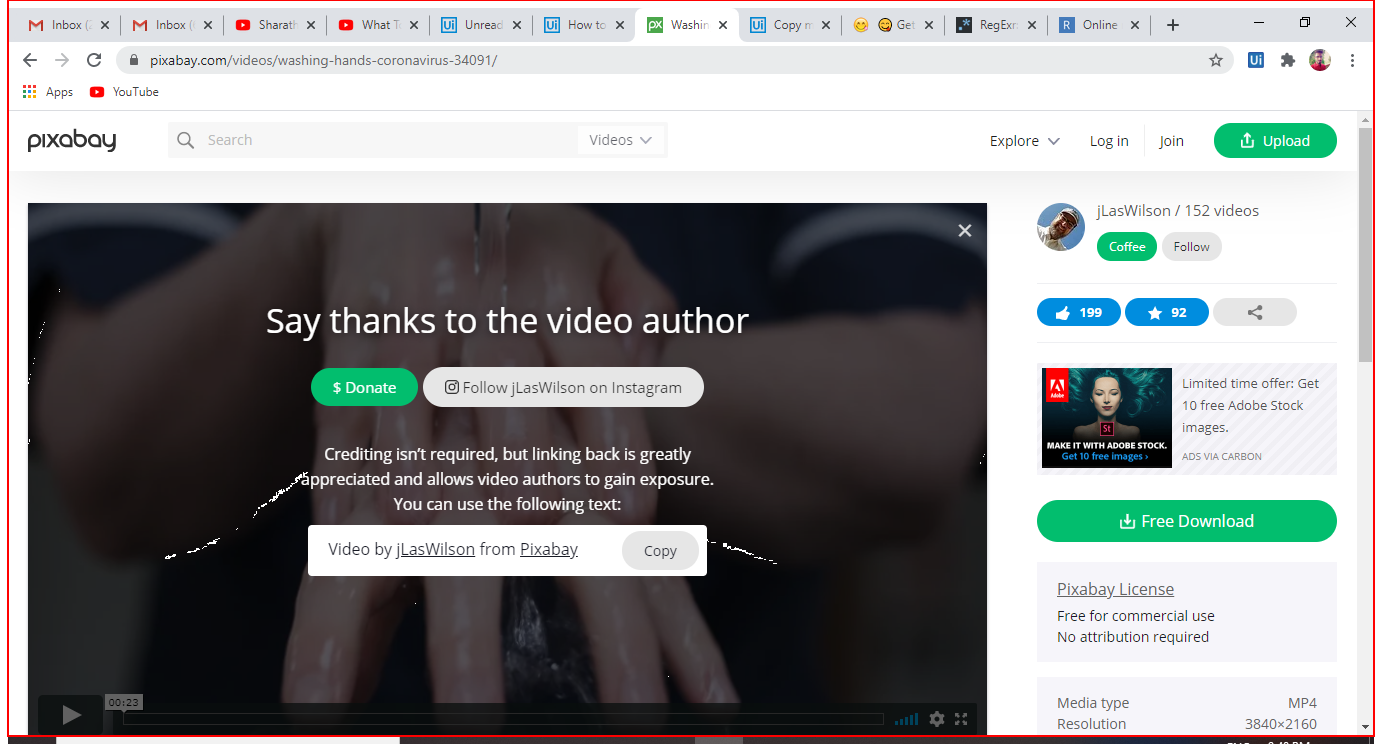 Inbox (
Inbox (
Sharath
What T
Unread
How to
Washin
Copy m
Get
RegExr
Online
pixabay.com/videos/washing-hands-coronavirus-34091/
Apps
YouTube
pixabay
Search
Videos
Explore
Log in
Join
Upload
jLasWilson / 152 videos
Coffee
Follow
Say thanks to the video author
199
92
$ Donate
Follow jLasWilson on Instagram
Adobe
St
MAKE IT WITH ADOBE STOCK.
Get 10 free images ›
Limited time offer: Get
10 free Adobe Stock
images.
ADS VIA CARBON
Crediting isn’t required, but linking back is greatly
appreciated and allows video authors to gain exposure.
You can use the following text:
Video by jLasWilson from Pixabay
Copy
Free Download
Pixabay License
Free for commercial use
No attribution required
00:23
Media type MP4
Resolution 3840×2160